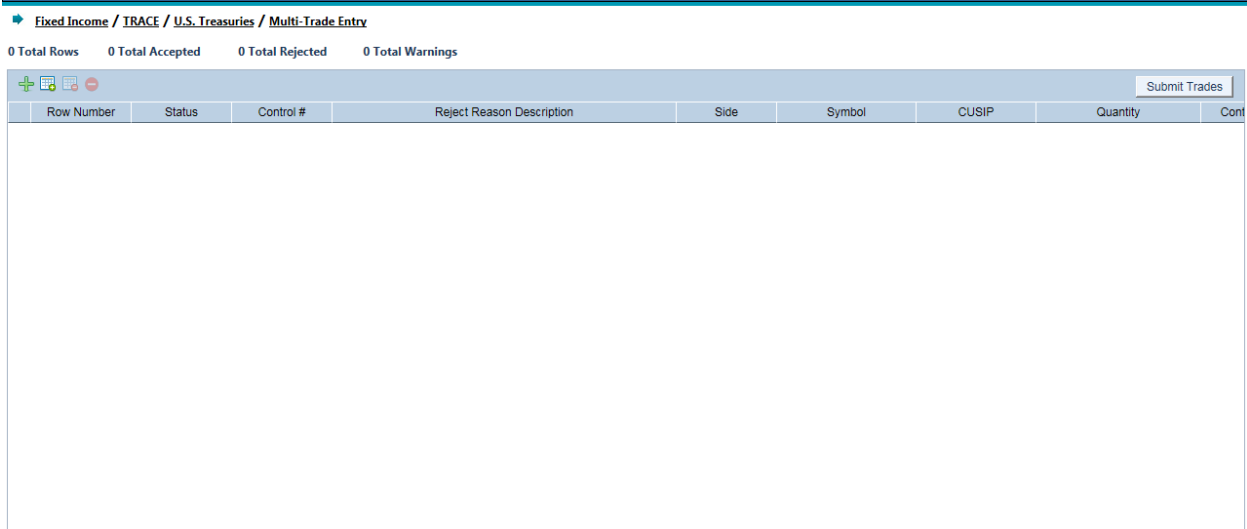 Fixed Income / TRACE / U.S. Treasuries / Multi-Trade Entry
0 Total Rows 0 Total Accepted 0 Total Rejected 0 Total Warnings
Submit Trades
Row Number Status Control # Reject Reason Description Side Symbol CUSIP Quantity Cont